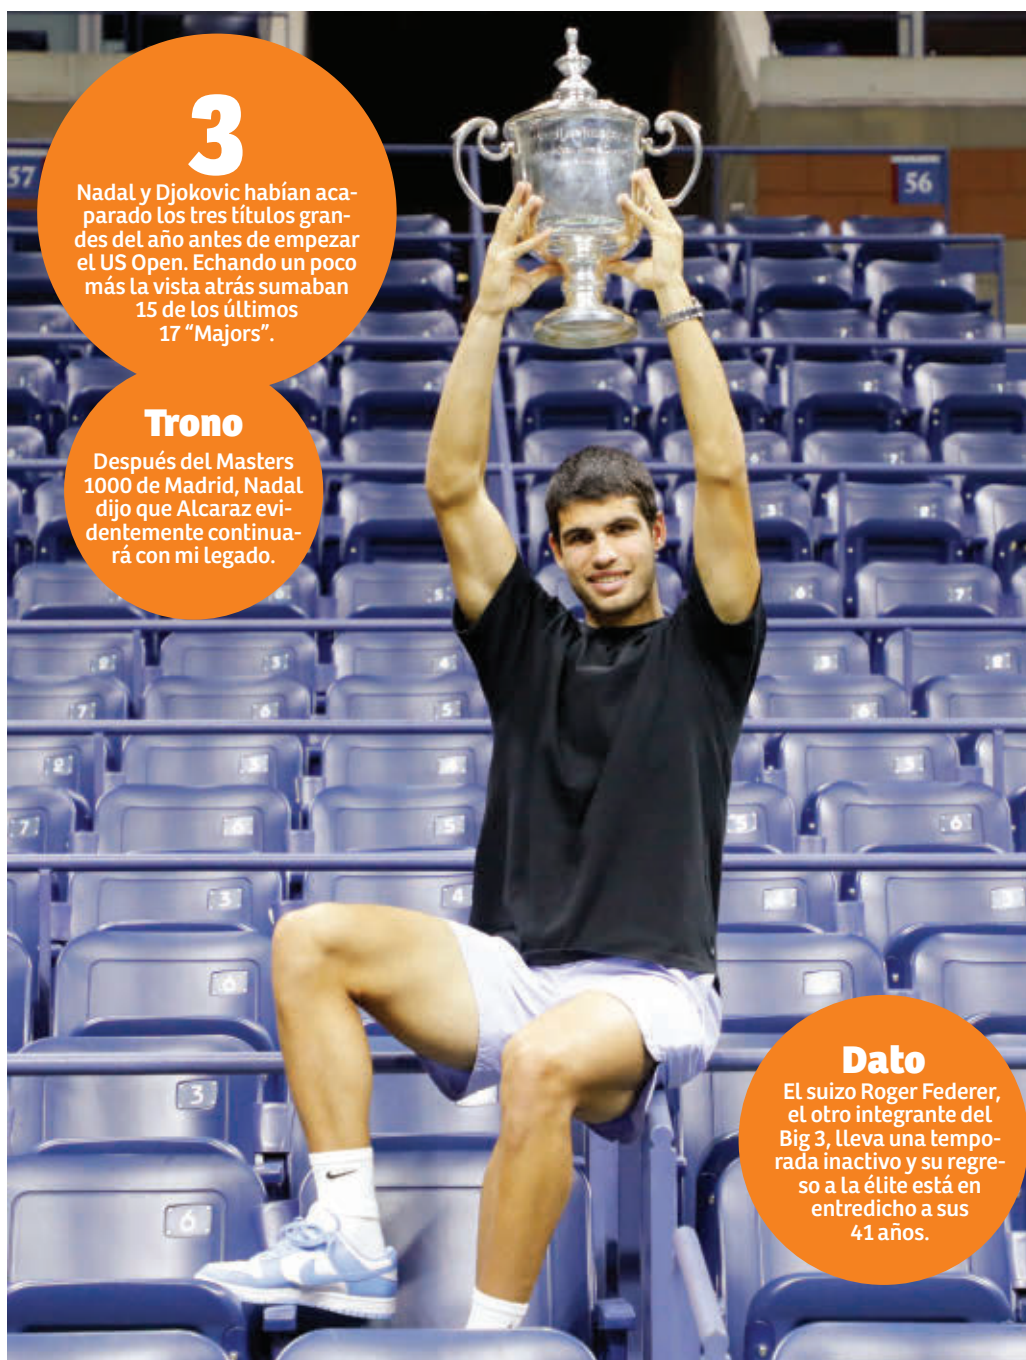 3
Nadal y Djokovic habían aca-
parado los tres títulos gran-
des del año antes de empezar
el US Open. Echando un poco
más la vista atrás sumaban
15 de los últimos
17 “Majors”.
Trono
Después del Masters
1000 de Madrid, Nadal
dijo que Alcaraz evi-
dentemente continua-
rá con mi legado.
Dato
El suizo Roger Federer,
el otro integrante del
Big 3, lleva una tempo-
rada inactivo y su regre-
so a la élite está en
entredicho a sus
41 años.
57
56
3
6